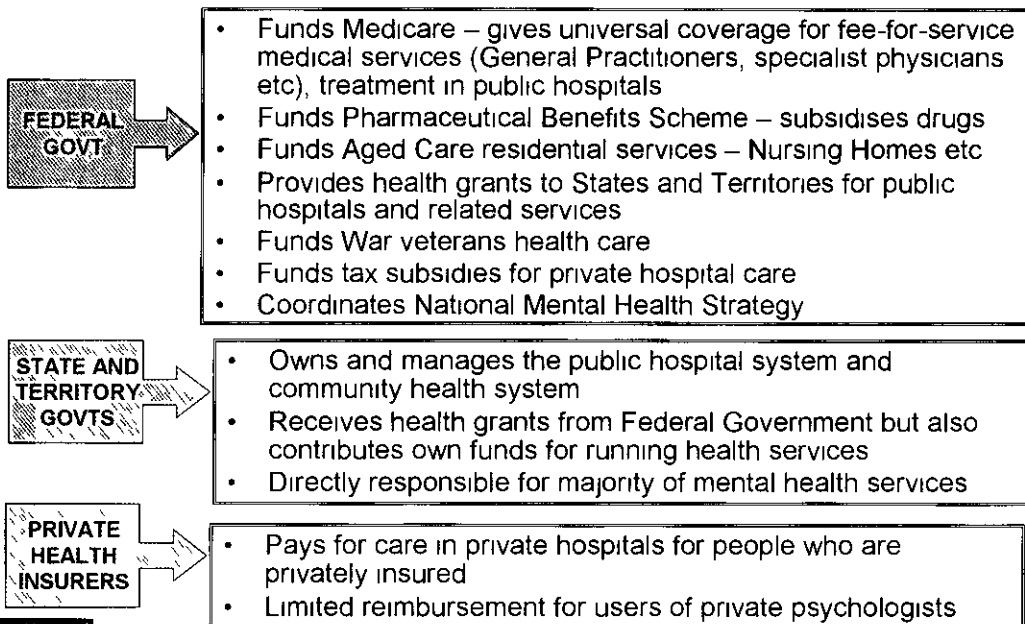 FEDERAL
GOVT
• Funds Medicare – gives universal coverage for fee-for-service
medical services (General Practitioners, specialist physicians
etc), treatment in public hospitals
• Funds Pharmaceutical Benefits Scheme – subsidises drugs
• Funds Aged Care residential services – Nursing Homes etc
• Provides health grants to States and Territories for public
hospitals and related services
• Funds War veterans health care
• Funds tax subsidies for private hospital care
• Coordinates National Mental Health Strategy
STATE AND
TERRITORY
GOVTS
• Owns and manages the public hospital system and
community health system
• Receives health grants from Federal Government but also
contributes own funds for running health services
• Directly responsible for majority of mental health services
PRIVATE
HEALTH
INSURERS
• Pays for care in private hospitals for people who are
privately insured
• Limited reimbursement for users of private psychologists